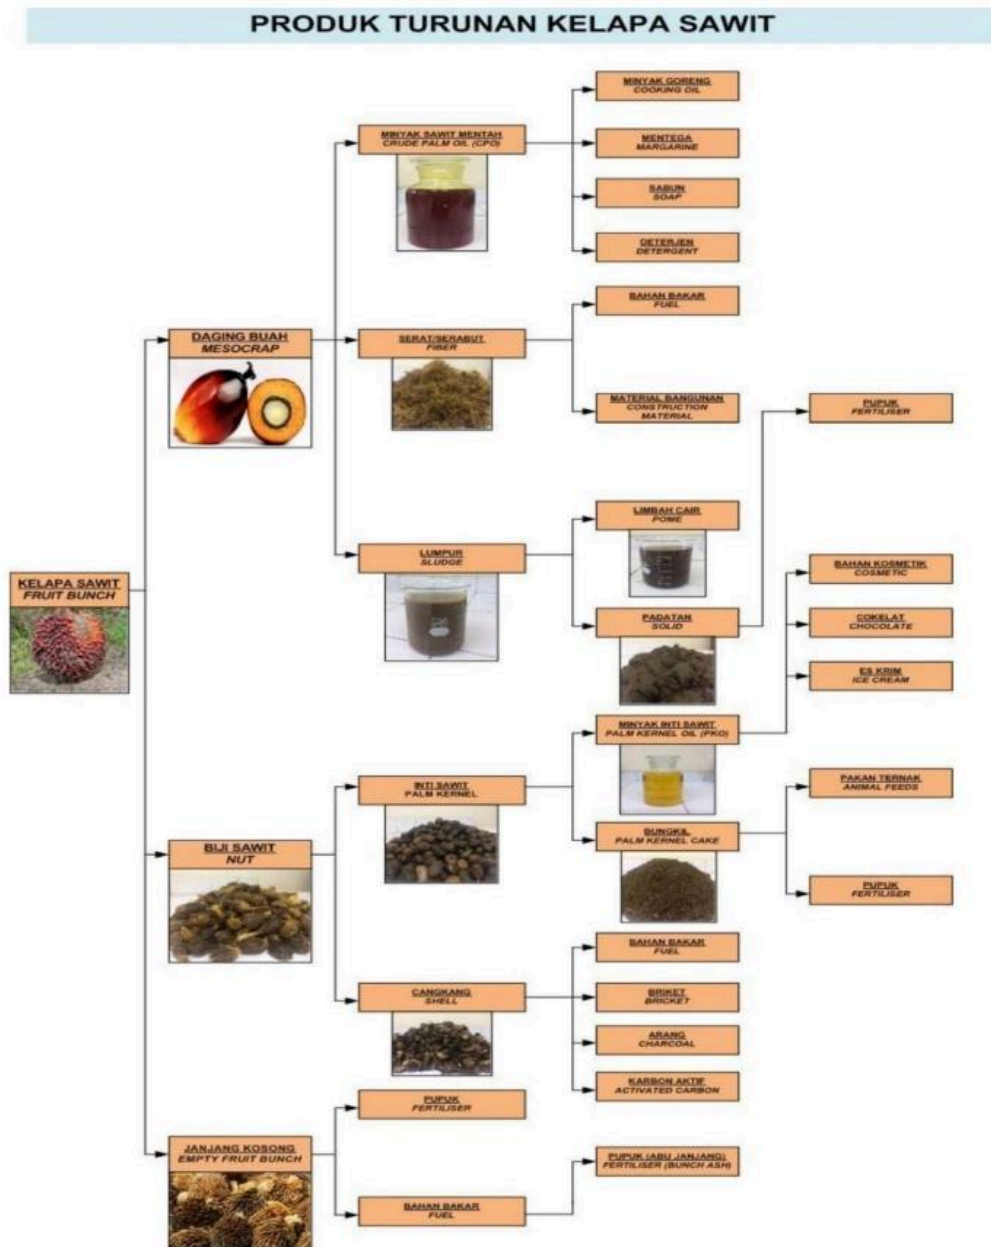 PRODUK TURUNAN KELAPA SAWIT
MINYAK GORENG
COOKING OIL
MINYAK SAWIT MENTAH
CRUDE PALM OIL (CPO)
MENTEGA
MARGARINE
SABUN
SOAP
DETERJEN
DETERGENT
BAHAN BAKAR
FUEL
DAGING BUAH
MESOCRAP
SERAT/SERABUT
FIBER
MATERIAL BANGUNAN
CONSTRUCTION
MATERIAL
PUPUK
FERTILISER
LIMBAH CAIR
POME
LUMPUR
SLUDGE
BAHAN KOSMETIK
COSMETIC
KELAPA SAWIT
FRUIT BUNCH
PADATAN
SOLID
COKELAT
CHOCOLATE
ES KRIM
ICE CREAM
MINYAK INTI SAWIT
PALM KERNEL OIL (PKO)
INTI SAWIT
PALM KERNEL
PAKAN TERNAK
ANIMAL FEEDS
BUNGKIL
PALM KERNEL CAKE
BIJI SAWIT
NUT
PUPUK
FERTILISER
BAHAN BAKAR
FUEL
CANGKANG
SHELL
BRIKET
BRICKET
ARANG
CHARCOAL
KARBON AKTIF
ACTIVATED CARBON
PUPUK
FERTILISER
JANJANG KOSONG
EMPTY FRUIT BUNCH
PUPUK (ABU JANJANG)
FERTILISER (BUNCH ASH)
BAHAN BAKAR
FUEL